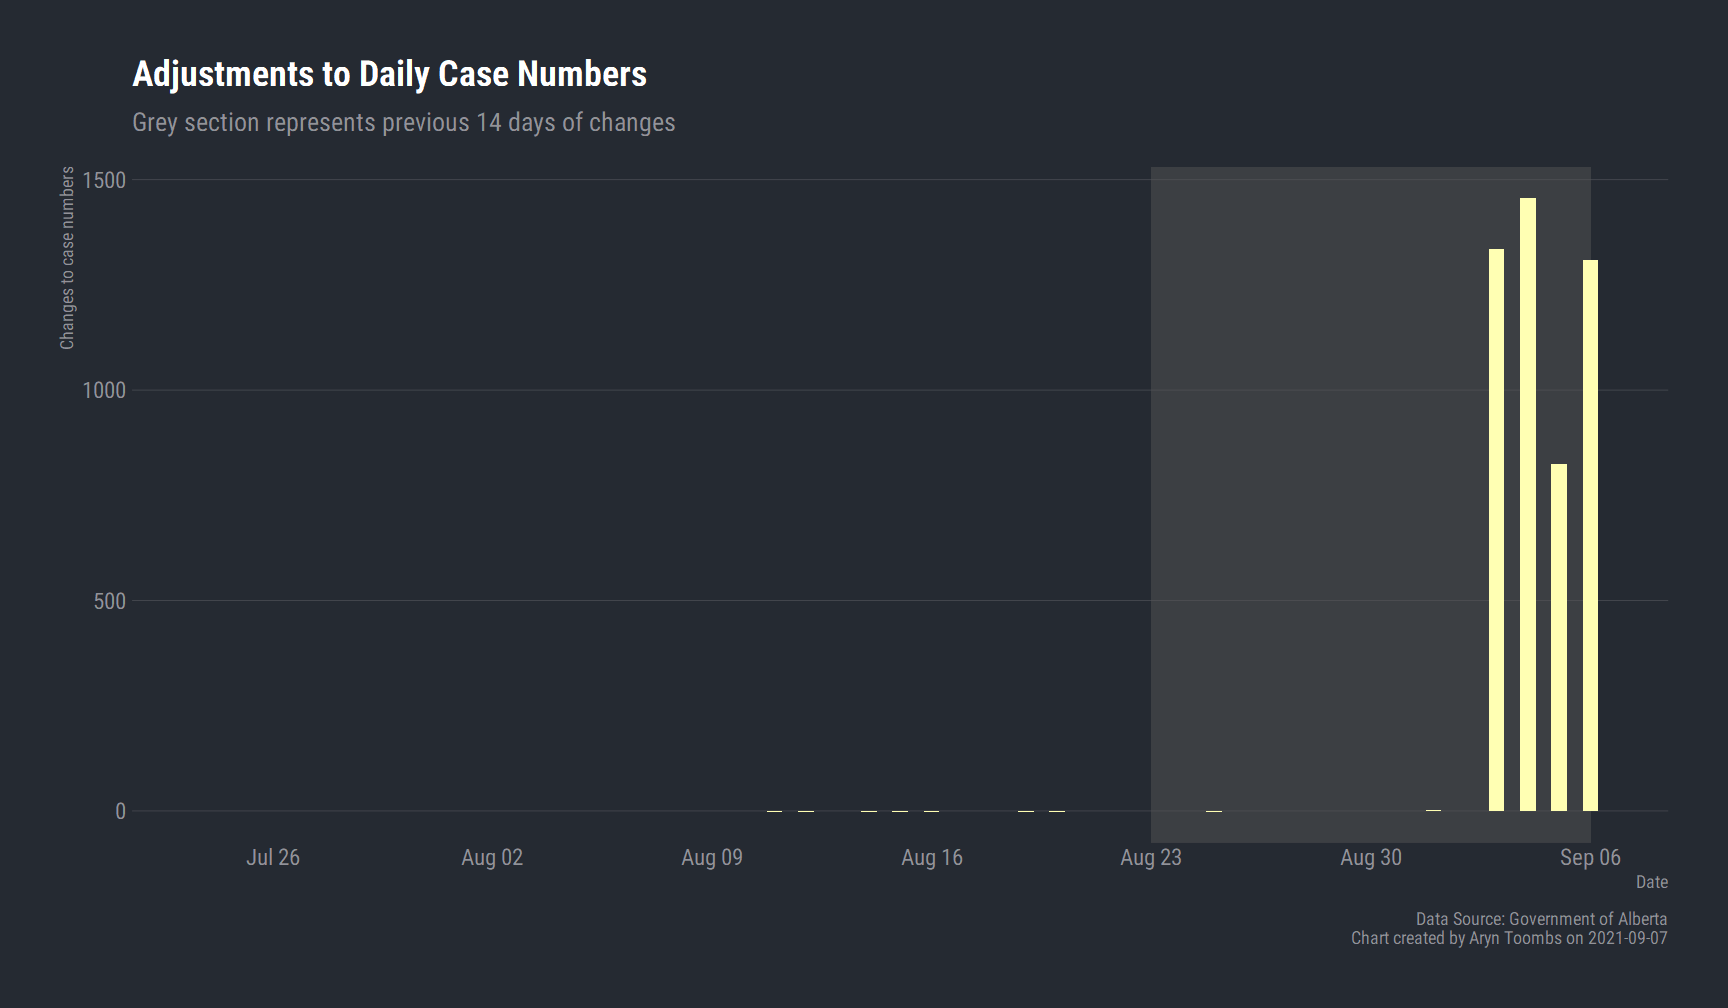 Adjustments to Daily Case Numbers
Grey section represents previous 14 days of changes
Changes to case numbers
1500
1000
500
0
Jul 26 Aug 02 Aug 09 Aug 16 Aug 23 Aug 30 Sep 06
Date
Data Source: Government of Alberta
Chart created by Aryn Toombs on 2021-09-07